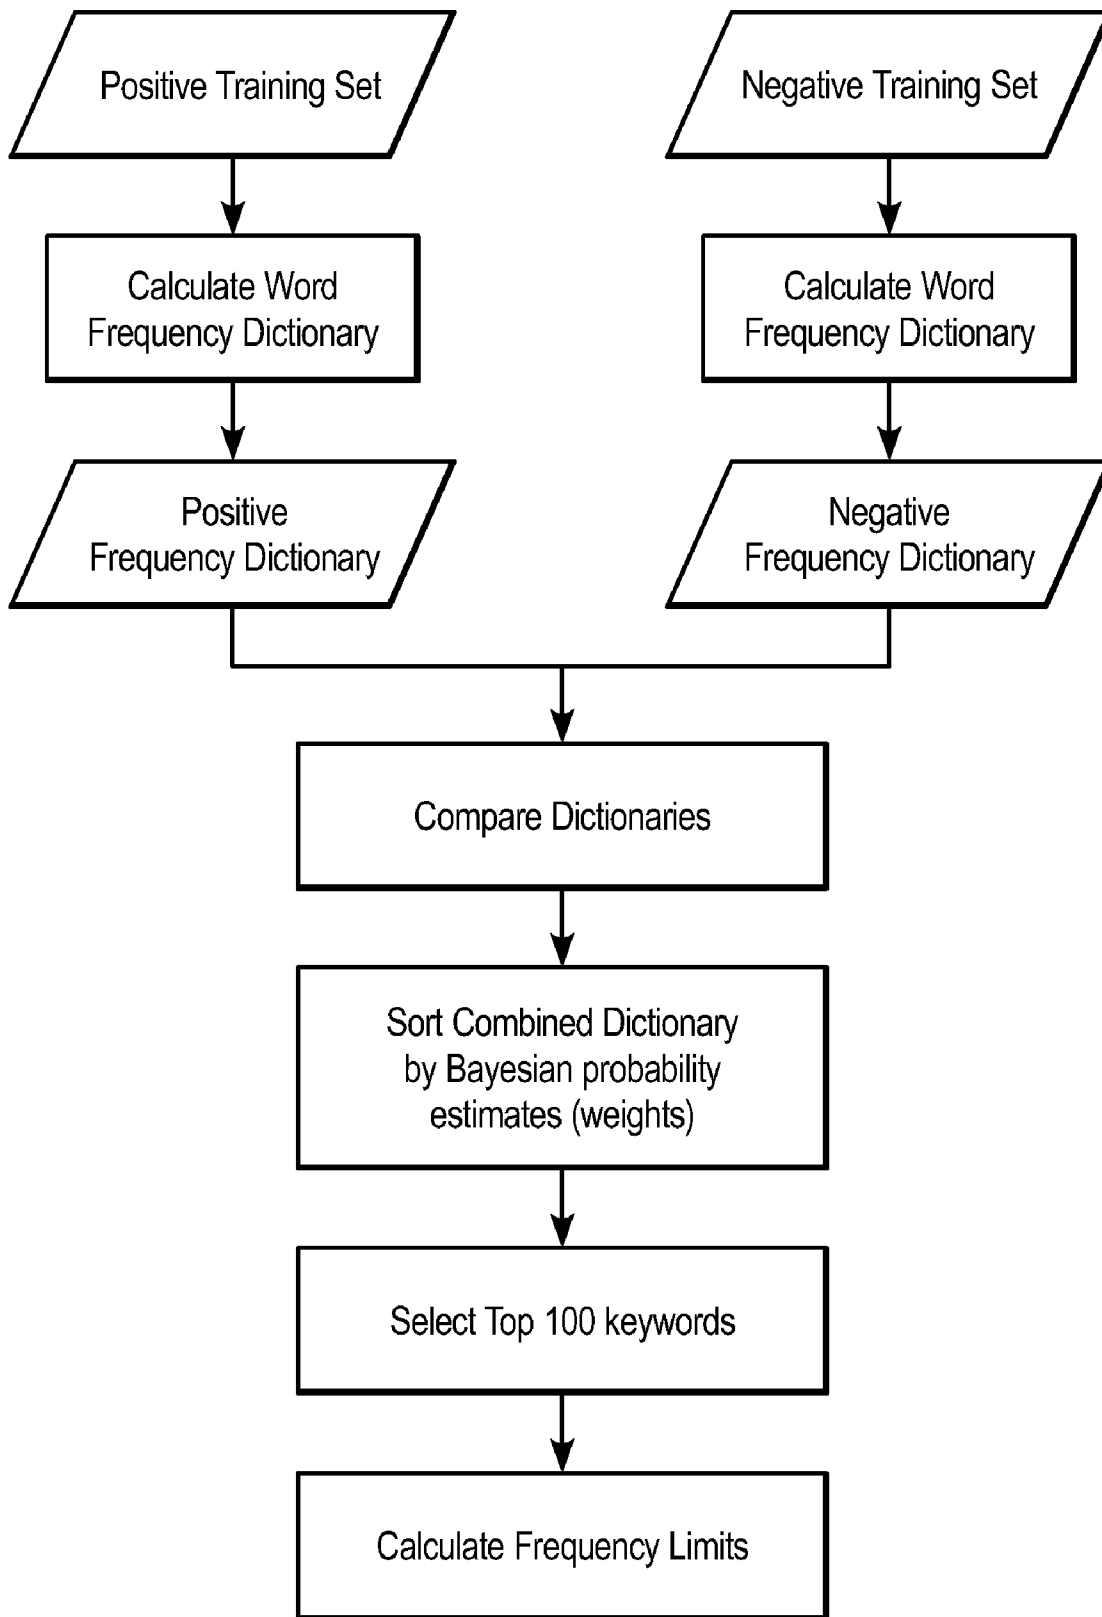 Positive Training Set
Negative Training Set
Calculate Word
Frequency Dictionary
Calculate Word
Frequency Dictionary
Positive
Frequency Dictionary
Negative
Frequency Dictionary
Compare Dictionaries
Sort Combined Dictionary
by Bayesian probability
estimates (weights)
Select Top 100 keywords
Calculate Frequency Limits